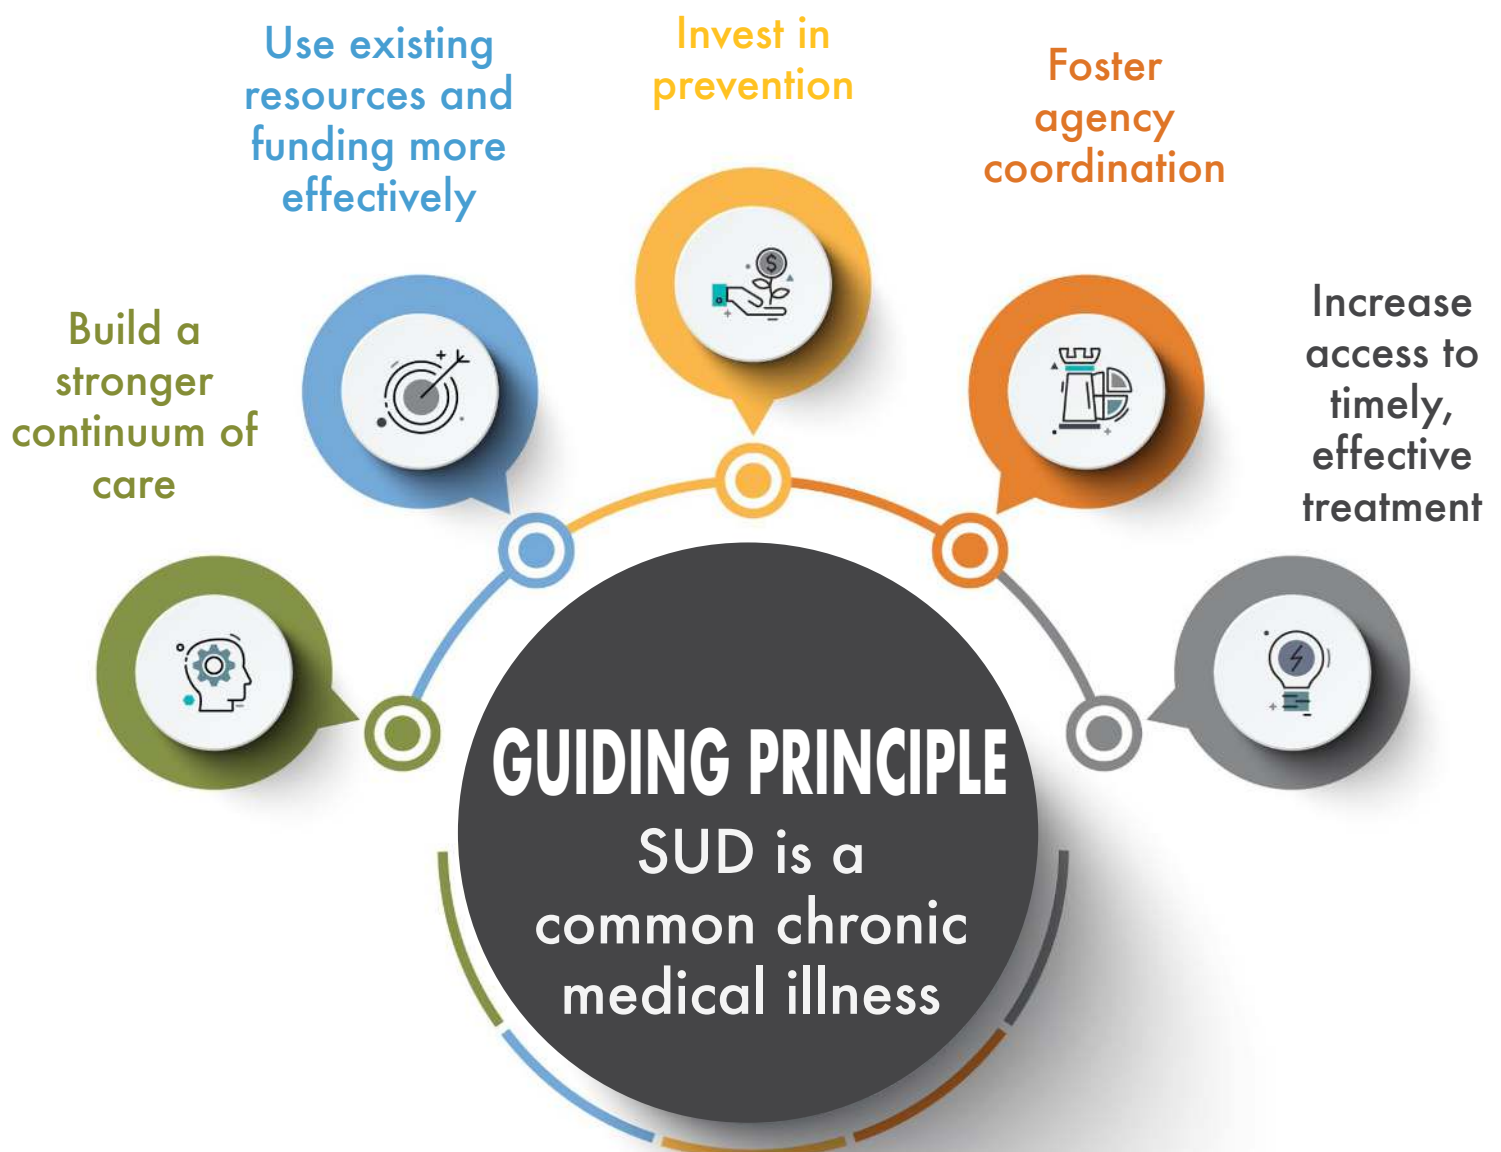 Build a
stronger
continuum of
care
Use existing
resources and
funding more
effectively
Invest in
prevention
Foster
agency
coordination
Increase
access to
timely,
effective
treatment
$
GUIDING PRINCIPLE
SUD is a
common chronic
medical illness